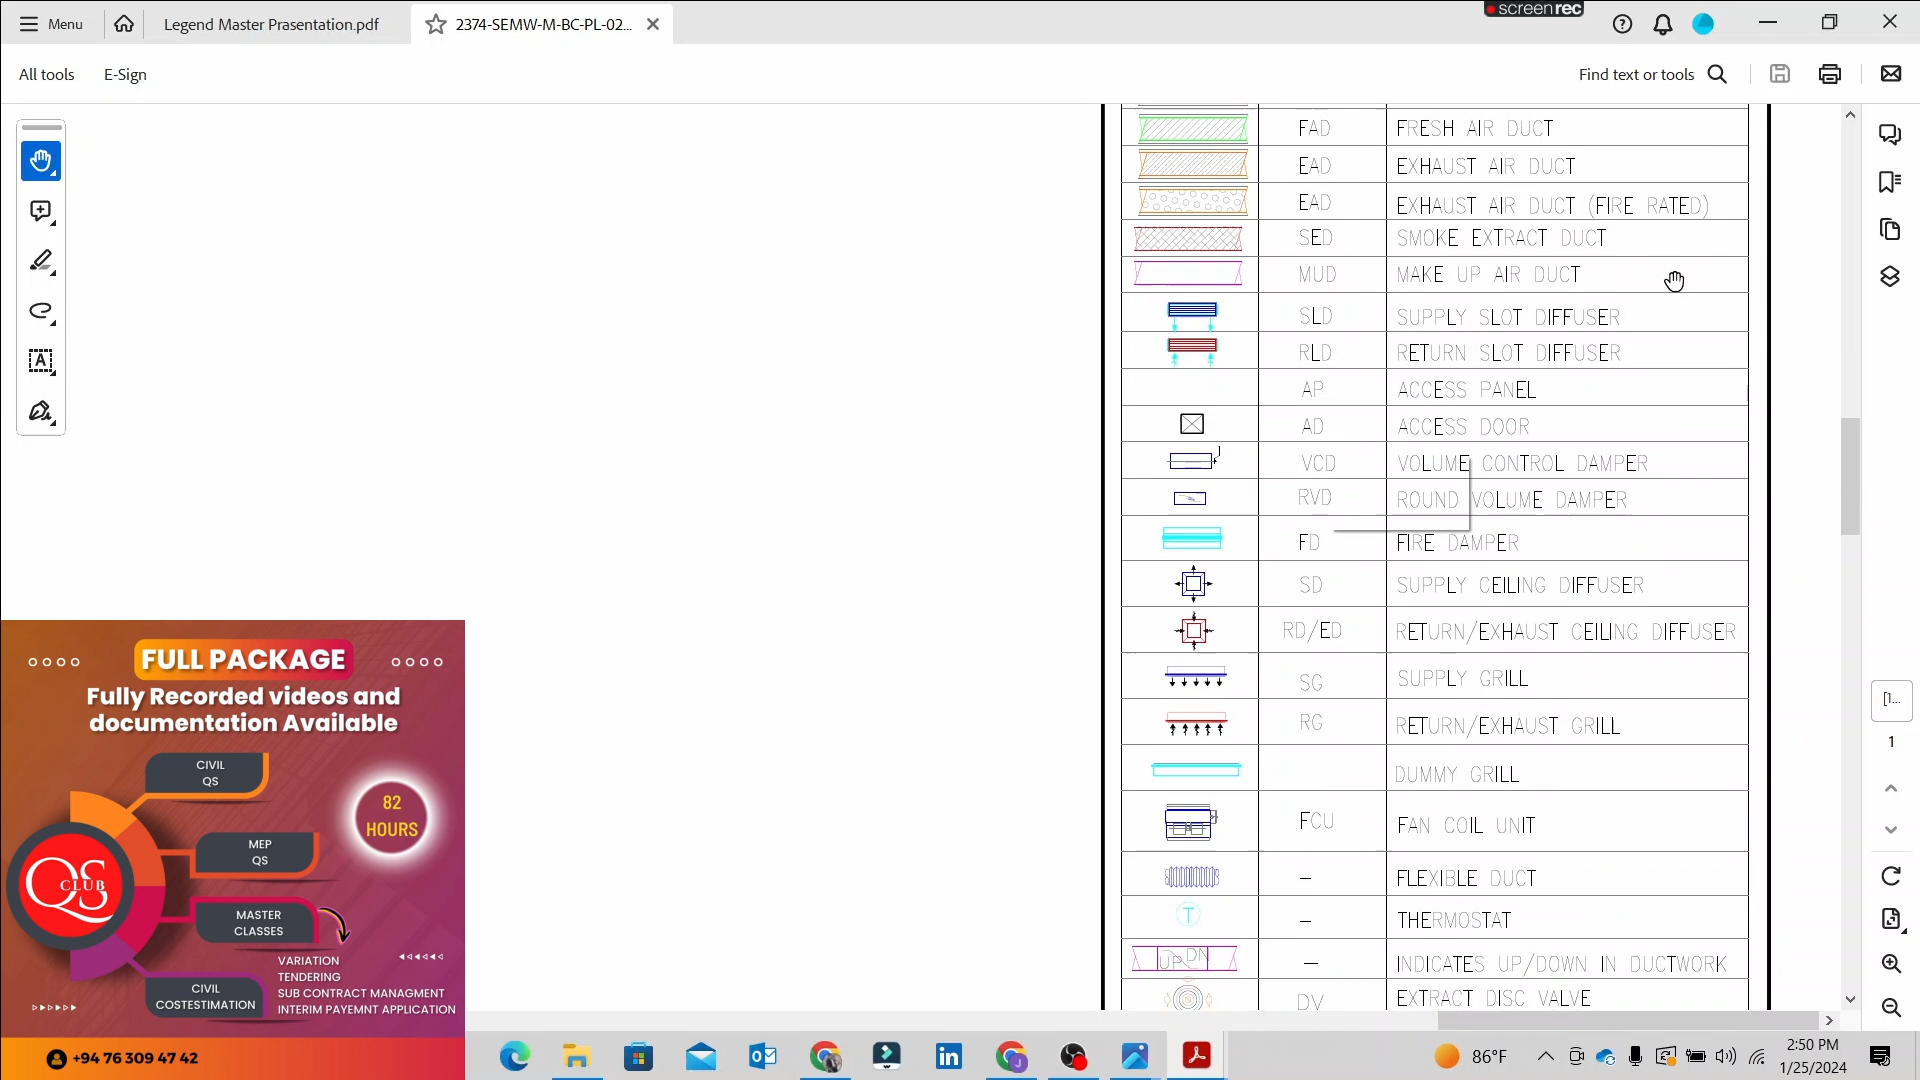 screenrec
Menu
Legend Master Prasentation.pdf
2374-SEMW-M-BC-PL-02...
All tools
E-Sign
Find text or tools
FAD FRESH AIR DUCT
EAD EXHAUST AIR DUCT
EAD EXHAUST AIR DUCT (FIRE RATED)
SED SMOKE EXTRACT DUCT
MUD MAKE UP AIR DUCT
SLD SUPPLY SLOT DIFFUSER
RLD RETURN SLOT DIFFUSER
AP ACCESS PANEL
AD ACCESS DOOR
VCD VOLUME CONTROL DAMPER
RVD ROUND VOLUME DAMPER
FD FIRE DAMPER
SD SUPPLY CEILING DIFFUSER
RD/ED RETURN/EXHAUST CEILING DIFFUSER
SG SUPPLY GRILL
RG RETURN/EXHAUST GRILL
DUMMY GRILL
FCU FAN COIL UNIT
– FLEXIBLE DUCT
T – THERMOSTAT
UP DN – INDICATES UP/DOWN IN DUCTWORK
DV EXTRACT DISC VALVE
[1...
1
FULL PACKAGE
Fully Recorded videos and
documentation Available
CIVIL
QS
82
HOURS
MEP
QS
QS
CLUB
MASTER
CLASSES
VARIATION
TENDERING
SUB CONTRACT MANAGMENT
INTERIM PAYEMNT APPLICATION
CIVIL
COSTESTIMATION
+94 76 309 47 42
86°F
2:50 PM
1/25/2024